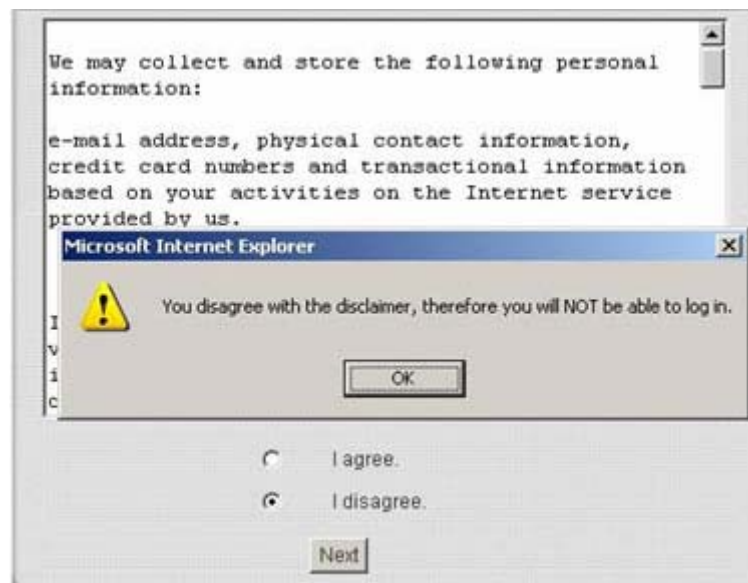 We may collect and store the following personal
information:
e-mail address, physical contact information,
credit card numbers and transactional information
based on your activities on the Internet service
provided by us.
Microsoft Internet Explorer
You disagree with the disclaimer, therefore you will NOT be able to log in.
OK
I agree.
I disagree.
Next